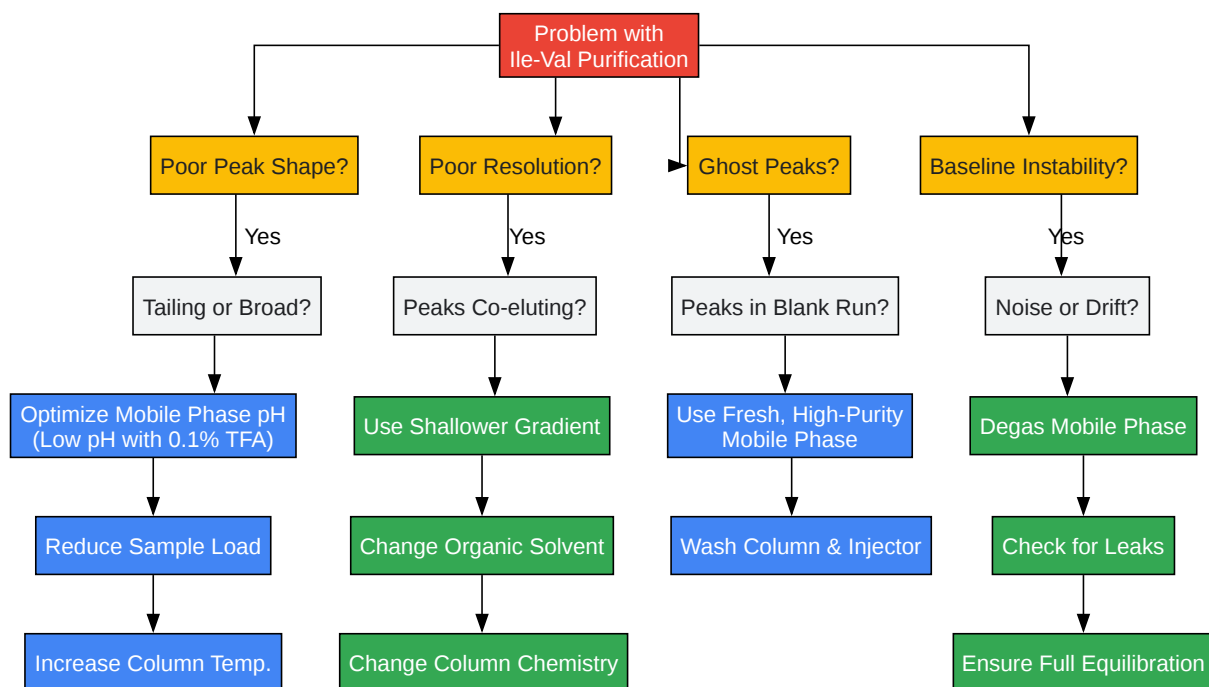 Problem with
Ile-Val Purification
Poor Peak Shape?
Poor Resolution?
Ghost Peaks?
Baseline Instability?
Yes
Yes
Yes
Yes
Tailing or Broad?
Peaks Co-eluting?
Peaks in Blank Run?
Noise or Drift?
Optimize Mobile Phase pH
(Low pH with 0.1% TFA)
Use Shallower Gradient
Use Fresh, High-Purity
Mobile Phase
Degas Mobile Phase
Reduce Sample Load
Change Organic Solvent
Wash Column & Injector
Check for Leaks
Increase Column Temp.
Change Column Chemistry
Ensure Full Equilibration